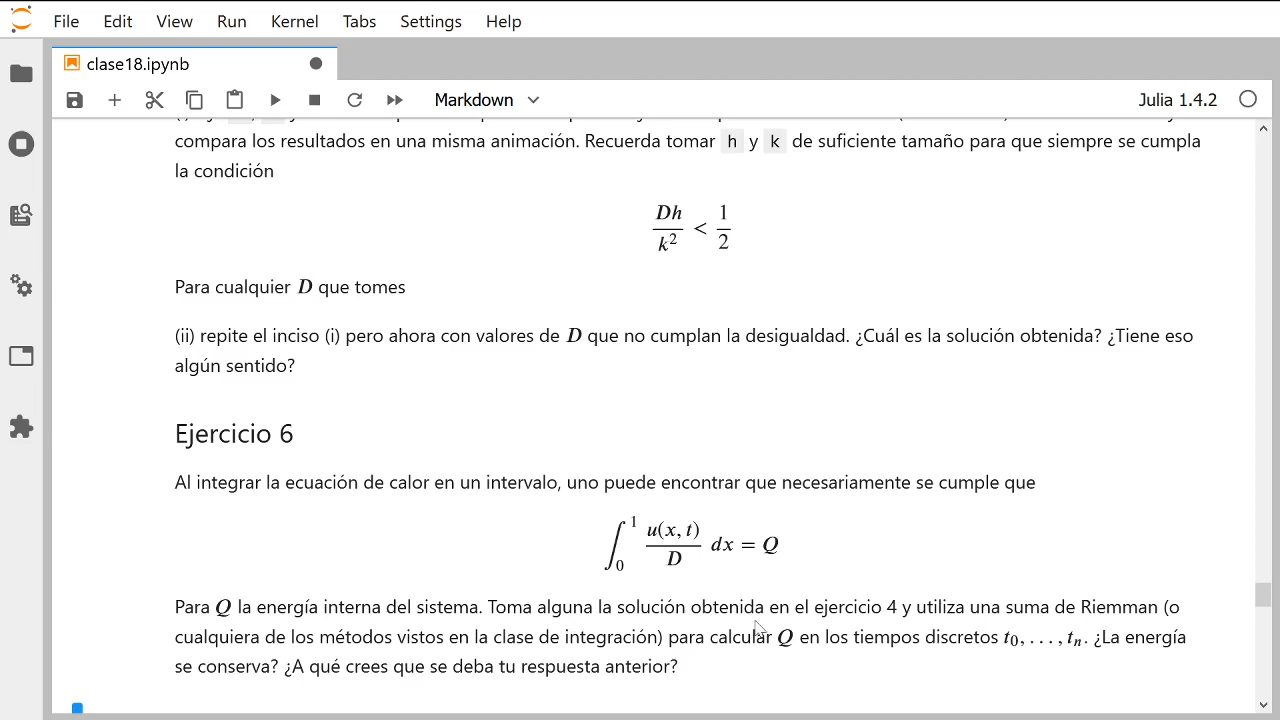 File Edit View Run Kernel Tabs Settings Help
clase18.ipynb
Markdown
Julia 1.4.2
compara los resultados en una misma animación. Recuerda tomar h y k de suficiente tamaño para que siempre se cumpla
la condición
Dh/k² < 1/2
Para cualquier D que tomes
(ii) repite el inciso (i) pero ahora con valores de D que no cumplan la desigualdad. ¿Cuál es la solución obtenida? ¿Tiene eso
algún sentido?
Ejercicio 6
Al integrar la ecuación de calor en un intervalo, uno puede encontrar que necesariamente se cumple que
∫₀¹ u(x, t)/D dx = Q
Para Q la energía interna del sistema. Toma alguna la solución obtenida en el ejercicio 4 y utiliza una suma de Riemman (o
cualquiera de los métodos vistos en la clase de integración) para calcular Q en los tiempos discretos t₀, . . . , tₙ. ¿La energía
se conserva? ¿A qué crees que se deba tu respuesta anterior?